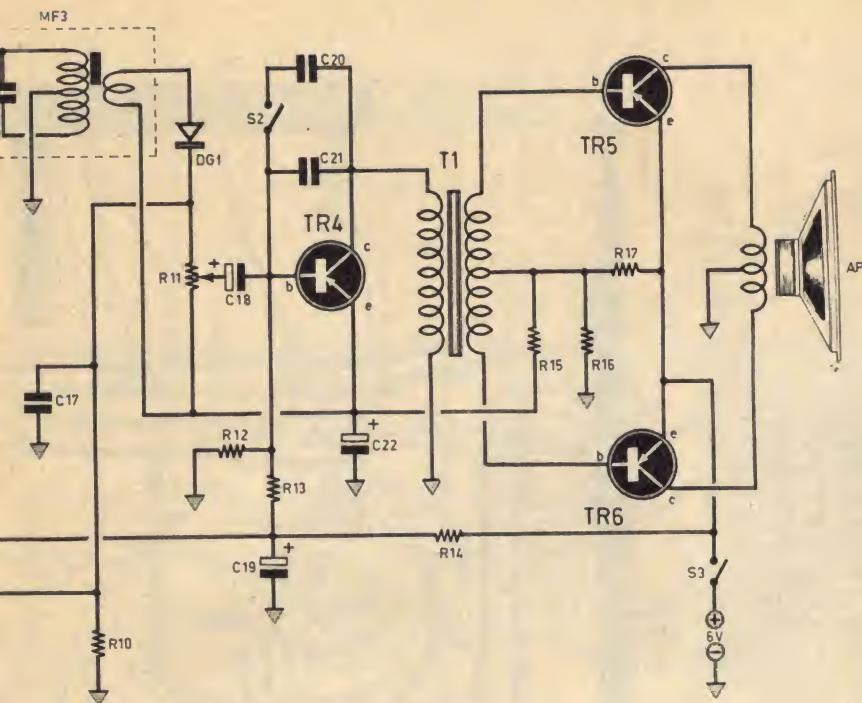 MF3
C20
S2
DG1
C21
T1
TR5
c
b
e
TR4
R11
+
C18
b
c
e
R17
AP
R15
R16
C17
R12
+
C22
R13
e
b
c
TR6
+
C19
R14
S3
+
6V
−
R10